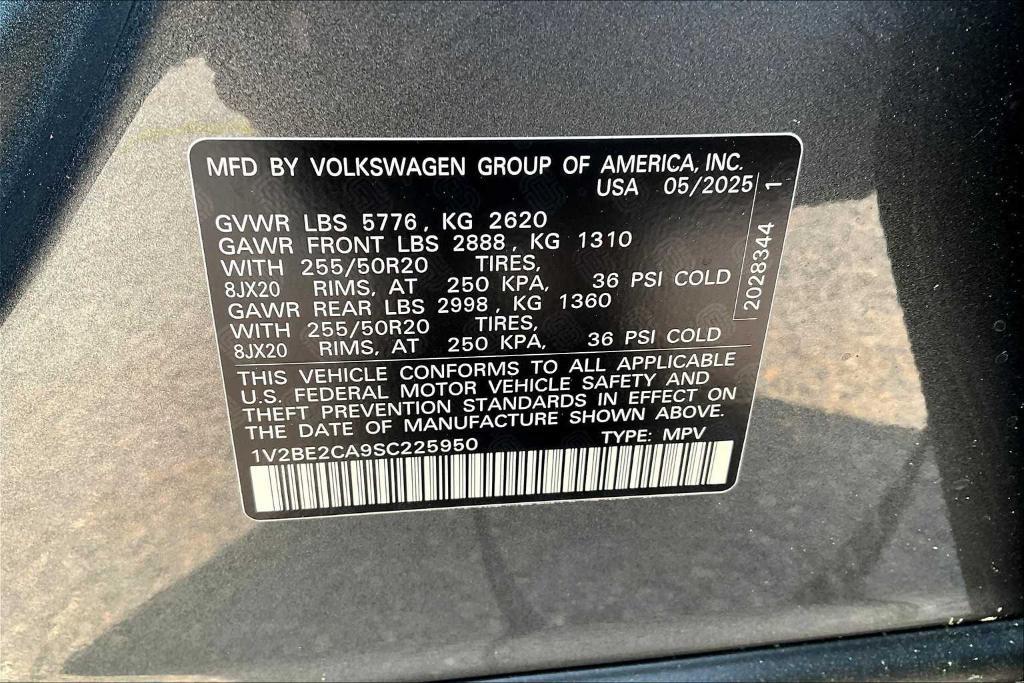 MFD BY VOLKSWAGEN GROUP OF AMERICA, INC.
USA 05/2025
GVWR LBS 5776, KG 2620
GAWR FRONT LBS 2888, KG 1310
WITH 255/50R20 TIRES,
8JX20 RIMS, AT 250 KPA, 36 PSI COLD
GAWR REAR LBS 2998, KG 1360
WITH 255/50R20 TIRES,
8JX20 RIMS, AT 250 KPA, 36 PSI COLD
2028344 1
THIS VEHICLE CONFORMS TO ALL APPLICABLE
U.S. FEDERAL MOTOR VEHICLE SAFETY AND
THEFT PREVENTION STANDARDS IN EFFECT ON
THE DATE OF MANUFACTURE SHOWN ABOVE.
1V2BE2CA9SC225950 TYPE: MPV